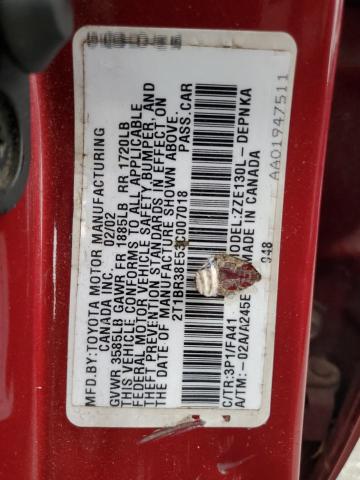 MFD.BY:TOYOTA MOTOR MANUFACTURING
CANADA INC. 02/02
GVWR 3585LB GAWR FR 1885LB RR 1720LB
THIS VEHICLE CONFORMS TO ALL APPLICABLE
FEDERAL MOTOR VEHICLE SAFETY, BUMPER, AND
THEFT PREVENTION STANDARDS IN EFFECT ON
THE DATE OF MANUFACTURE SHOWN ABOVE.
PASS.CAR
C/TR:3P1/FA41 MODEL:ZZE130L-DEPNKA
A/TM:-02A/A245E MADE IN CANADA
048
AA01947511